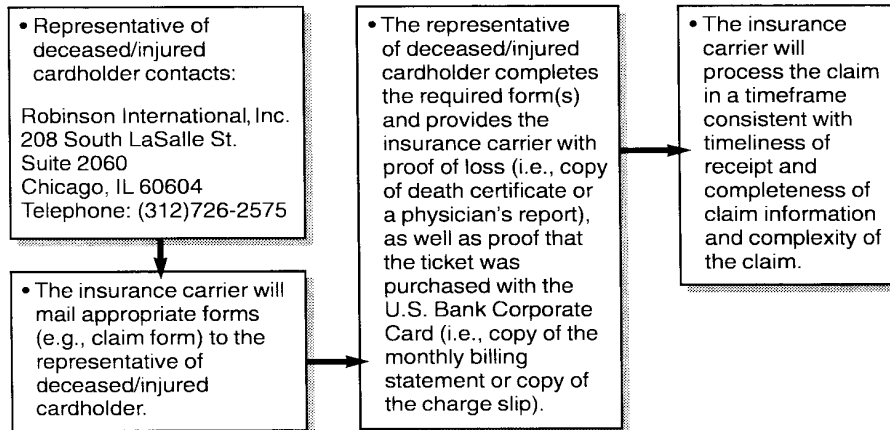 • Representative of
deceased/injured
cardholder contacts:
Robinson International, Inc.
208 South LaSalle St.
Suite 2060
Chicago, IL 60604
Telephone: (312)726-2575
• The insurance carrier will
mail appropriate forms
(e.g., claim form) to the
representative of
deceased/injured
cardholder.
• The representative
of deceased/injured
cardholder completes
the required form(s)
and provides the
insurance carrier with
proof of loss (i.e., copy
of death certificate or
a physician's report),
as well as proof that
the ticket was
purchased with the
U.S. Bank Corporate
Card (i.e., copy of the
monthly billing
statement or copy of
the charge slip).
• The insurance
carrier will
process the claim
in a timeframe
consistent with
timeliness of
receipt and
completeness of
claim information
and complexity of
the claim.